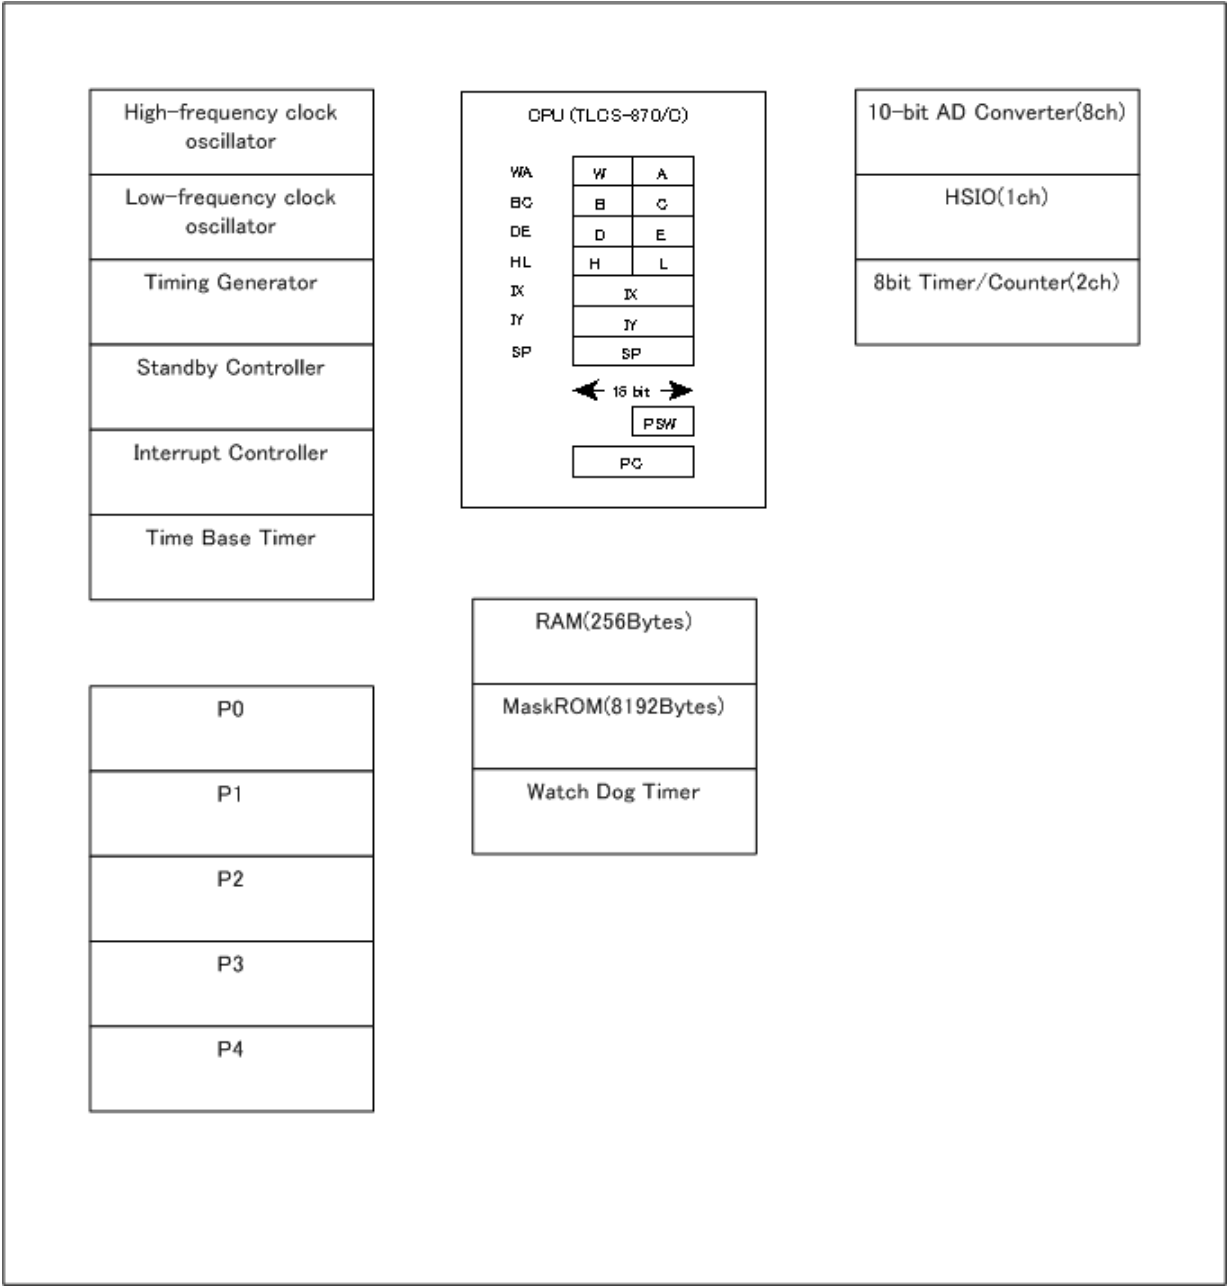 High-frequency clock
oscillator
Low-frequency clock
oscillator
Timing Generator
Standby Controller
Interrupt Controller
Time Base Timer
P0
P1
P2
P3
P4
CPU (TLCS-870/C)
WA W A
BC B C
DE D E
HL H L
IX IX
IY IY
SP SP
16 bit
PSW
PC
RAM(256Bytes)
MaskROM(8192Bytes)
Watch Dog Timer
10-bit AD Converter(8ch)
HSIO(1ch)
8bit Timer/Counter(2ch)